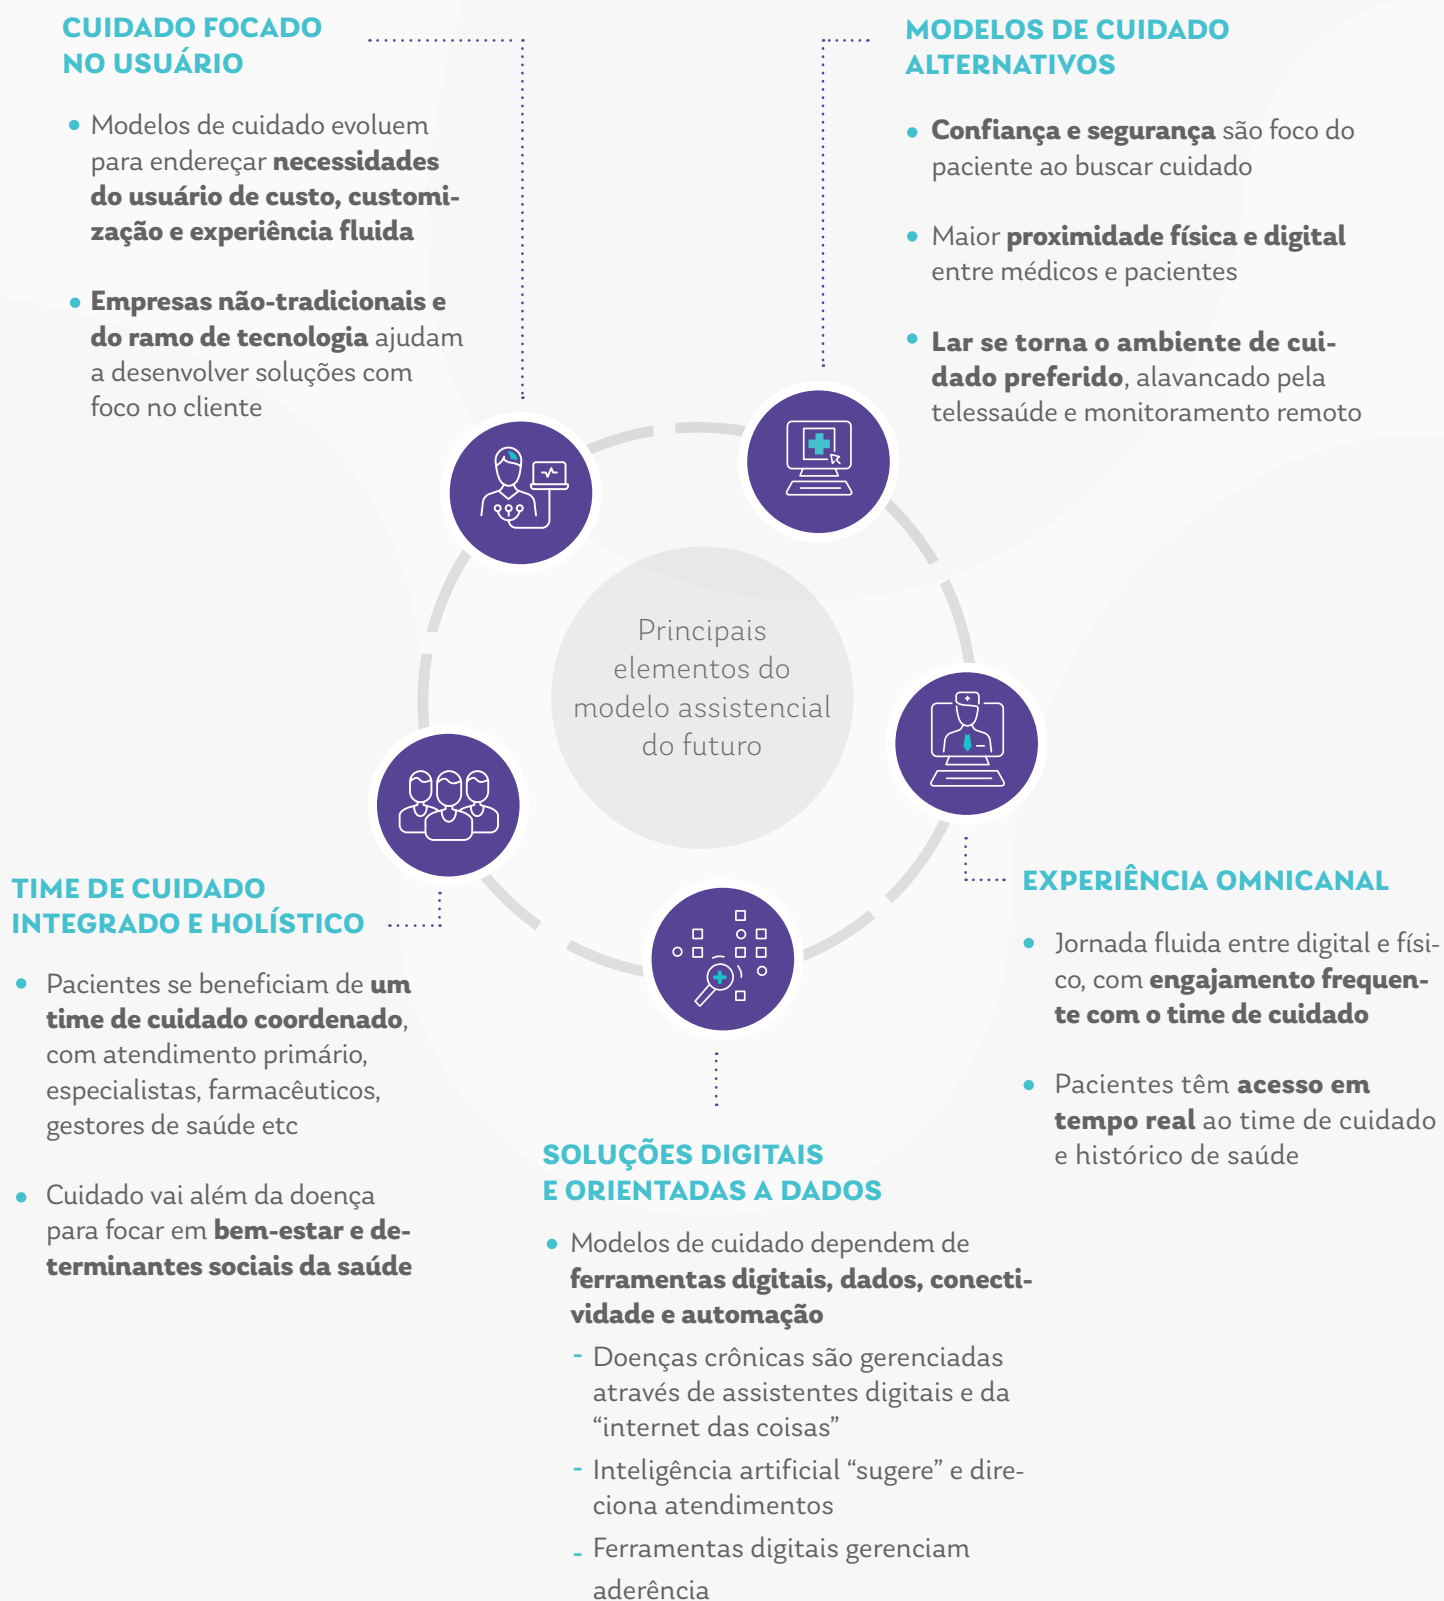 CUIDADO FOCADO
NO USUÁRIO
• Modelos de cuidado evoluem
para endereçar necessidades
do usuário de custo, customi-
zação e experiência fluida
• Empresas não-tradicionais e
do ramo de tecnologia ajudam
a desenvolver soluções com
foco no cliente
MODELOS DE CUIDADO
ALTERNATIVOS
• Confiança e segurança são foco do
paciente ao buscar cuidado
• Maior proximidade física e digital
entre médicos e pacientes
• Lar se torna o ambiente de cui-
dado preferido, alavancado pela
telessaúde e monitoramento remoto
Principais
elementos do
modelo assistencial
do futuro
TIME DE CUIDADO
INTEGRADO E HOLÍSTICO
• Pacientes se beneficiam de um
time de cuidado coordenado,
com atendimento primário,
especialistas, farmacêuticos,
gestores de saúde etc
• Cuidado vai além da doença
para focar em bem-estar e de-
terminantes sociais da saúde
EXPERIÊNCIA OMNICANAL
• Jornada fluida entre digital e físi-
co, com engajamento frequen-
te com o time de cuidado
• Pacientes têm acesso em
tempo real ao time de cuidado
e histórico de saúde
SOLUÇÕES DIGITAIS
E ORIENTADAS A DADOS
• Modelos de cuidado dependem de
ferramentas digitais, dados, conecti-
vidade e automação
- Doenças crônicas são gerenciadas
através de assistentes digitais e da
“internet das coisas”
- Inteligência artificial “sugere” e dire-
ciona atendimentos
- Ferramentas digitais gerenciam
aderência